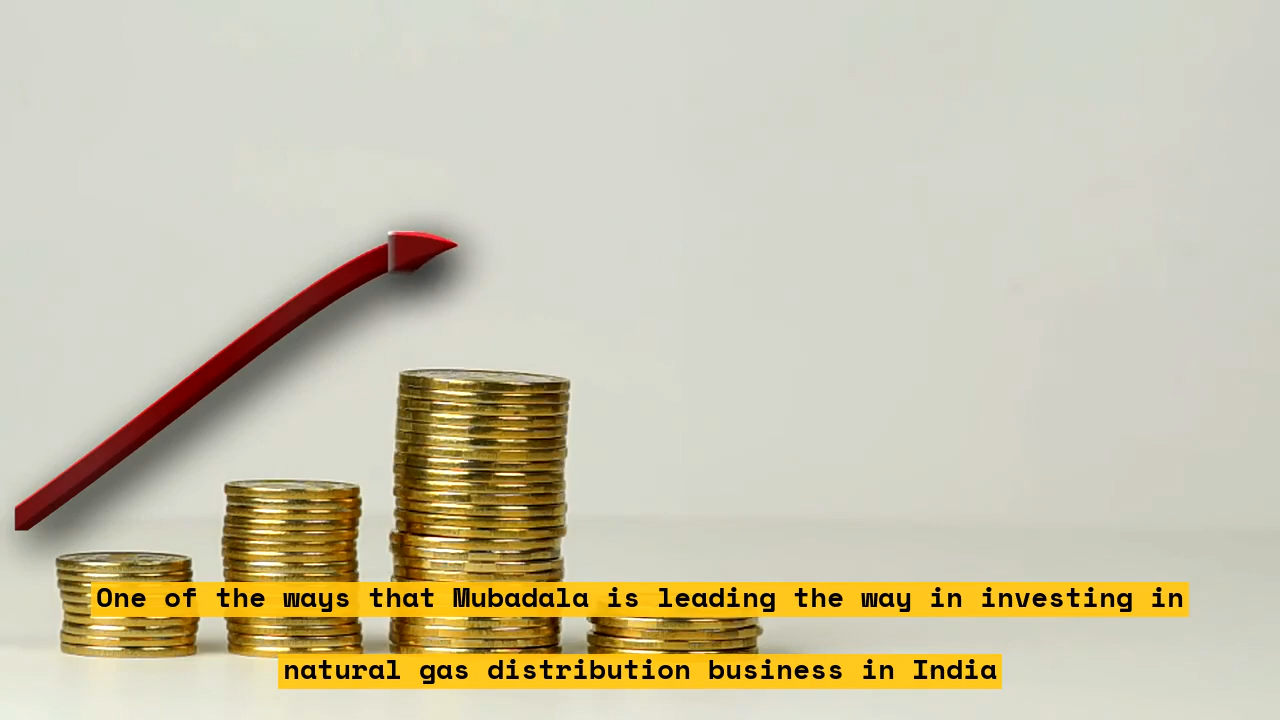 One of the ways that Mubadala is leading the way in investing in
natural gas distribution business in India